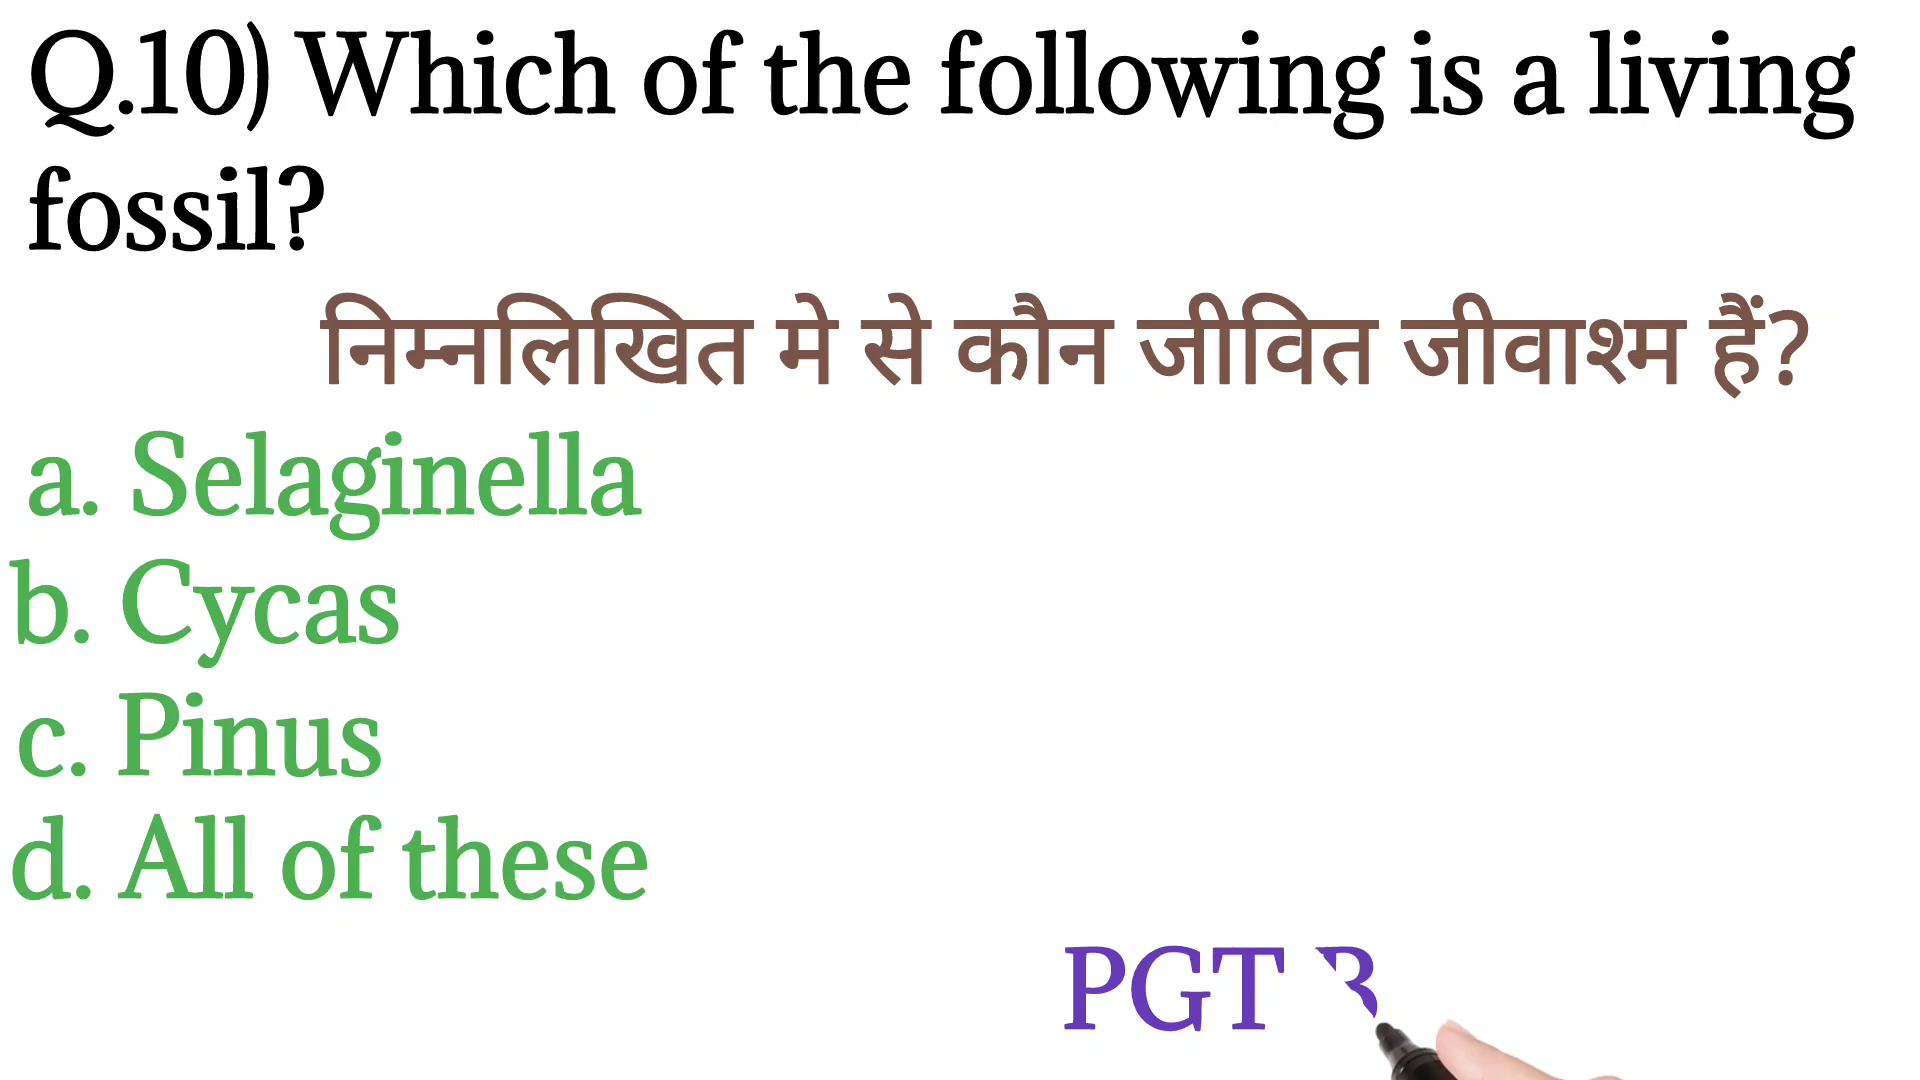 Q.10) Which of the following is a living
fossil?
निम्नलिखित मे से कौन जीवित जीवाश्म हैं?
a. Selaginella
b. Cycas
c. Pinus
d. All of these
PGT